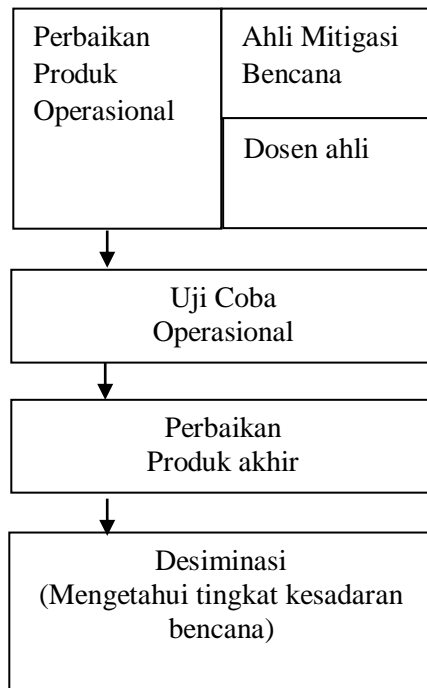 Perbaikan
Produk
Operasional
Ahli Mitigasi
Bencana
Dosen ahli
Uji Coba
Operasional
Perbaikan
Produk akhir
Desiminasi
(Mengetahui tingkat kesadaran
bencana)